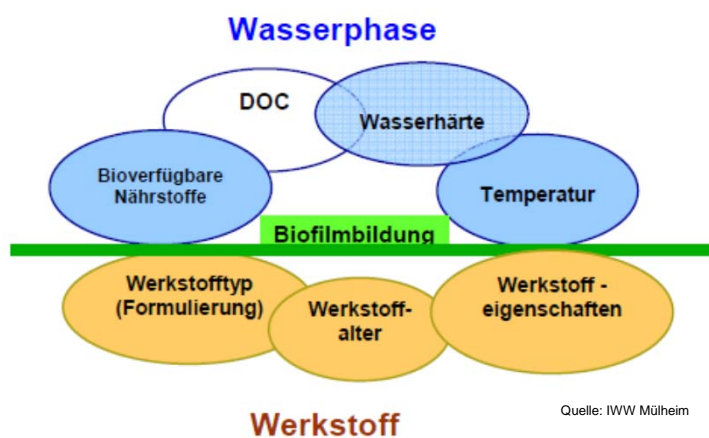 Wasserphase
DOC
Wasserhärte
Bioverfügbare
Nährstoffe
Temperatur
Biofilmbildung
Werkstofftyp
(Formulierung)
Werkstoff-
alter
Werkstoff -
eigenschaften
Quelle: IWW Mülheim
Werkstoff